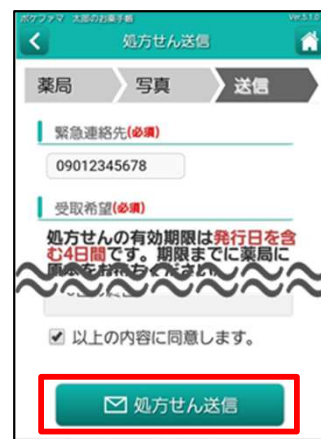 ポケファマ 太郎のお薬手帳 Ver.5.1.0
処方せん送信
薬局 写真 送信
緊急連絡先(必須)
09012345678
受取希望(必須)
処方せんの有効期限は発行日を含
む4日間です。期限までに薬局に
以上の内容に同意します。
処方せん送信